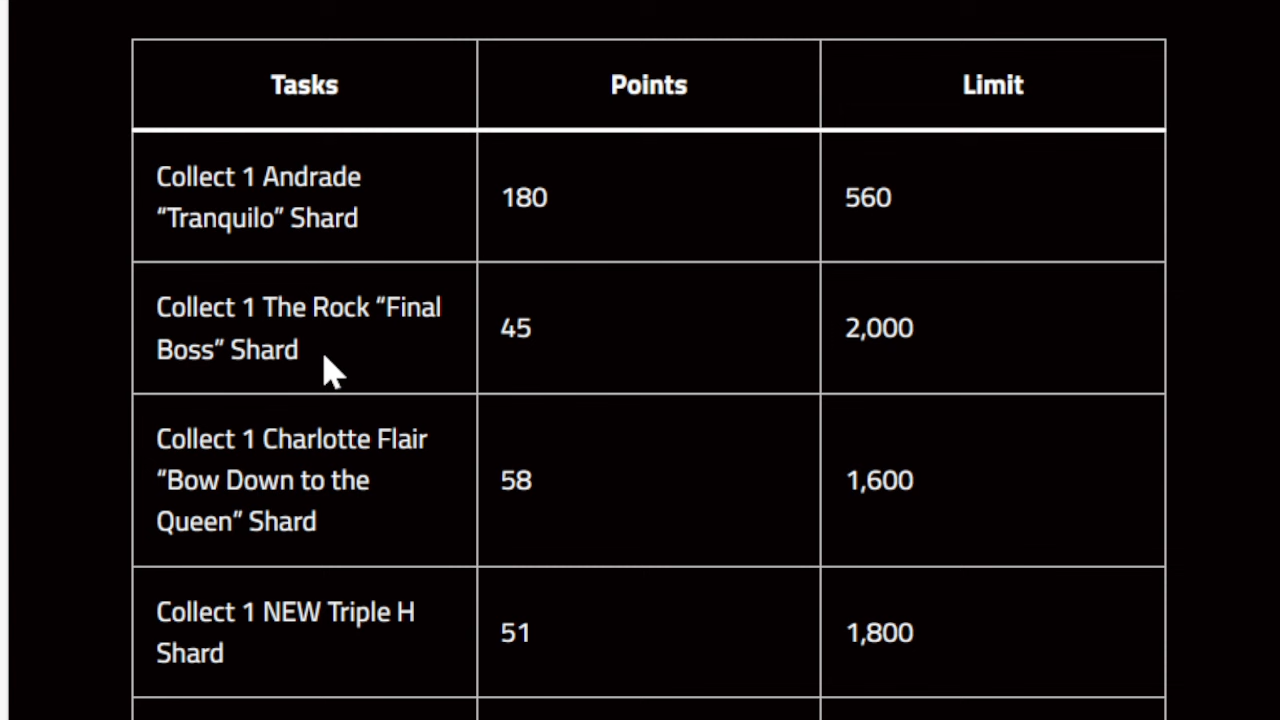 Tasks
Points
Limit
Collect 1 Andrade
“Tranquilo” Shard
180
560
Collect 1 The Rock “Final
Boss” Shard
45
2,000
Collect 1 Charlotte Flair
“Bow Down to the
Queen” Shard
58
1,600
Collect 1 NEW Triple H
Shard
51
1,800